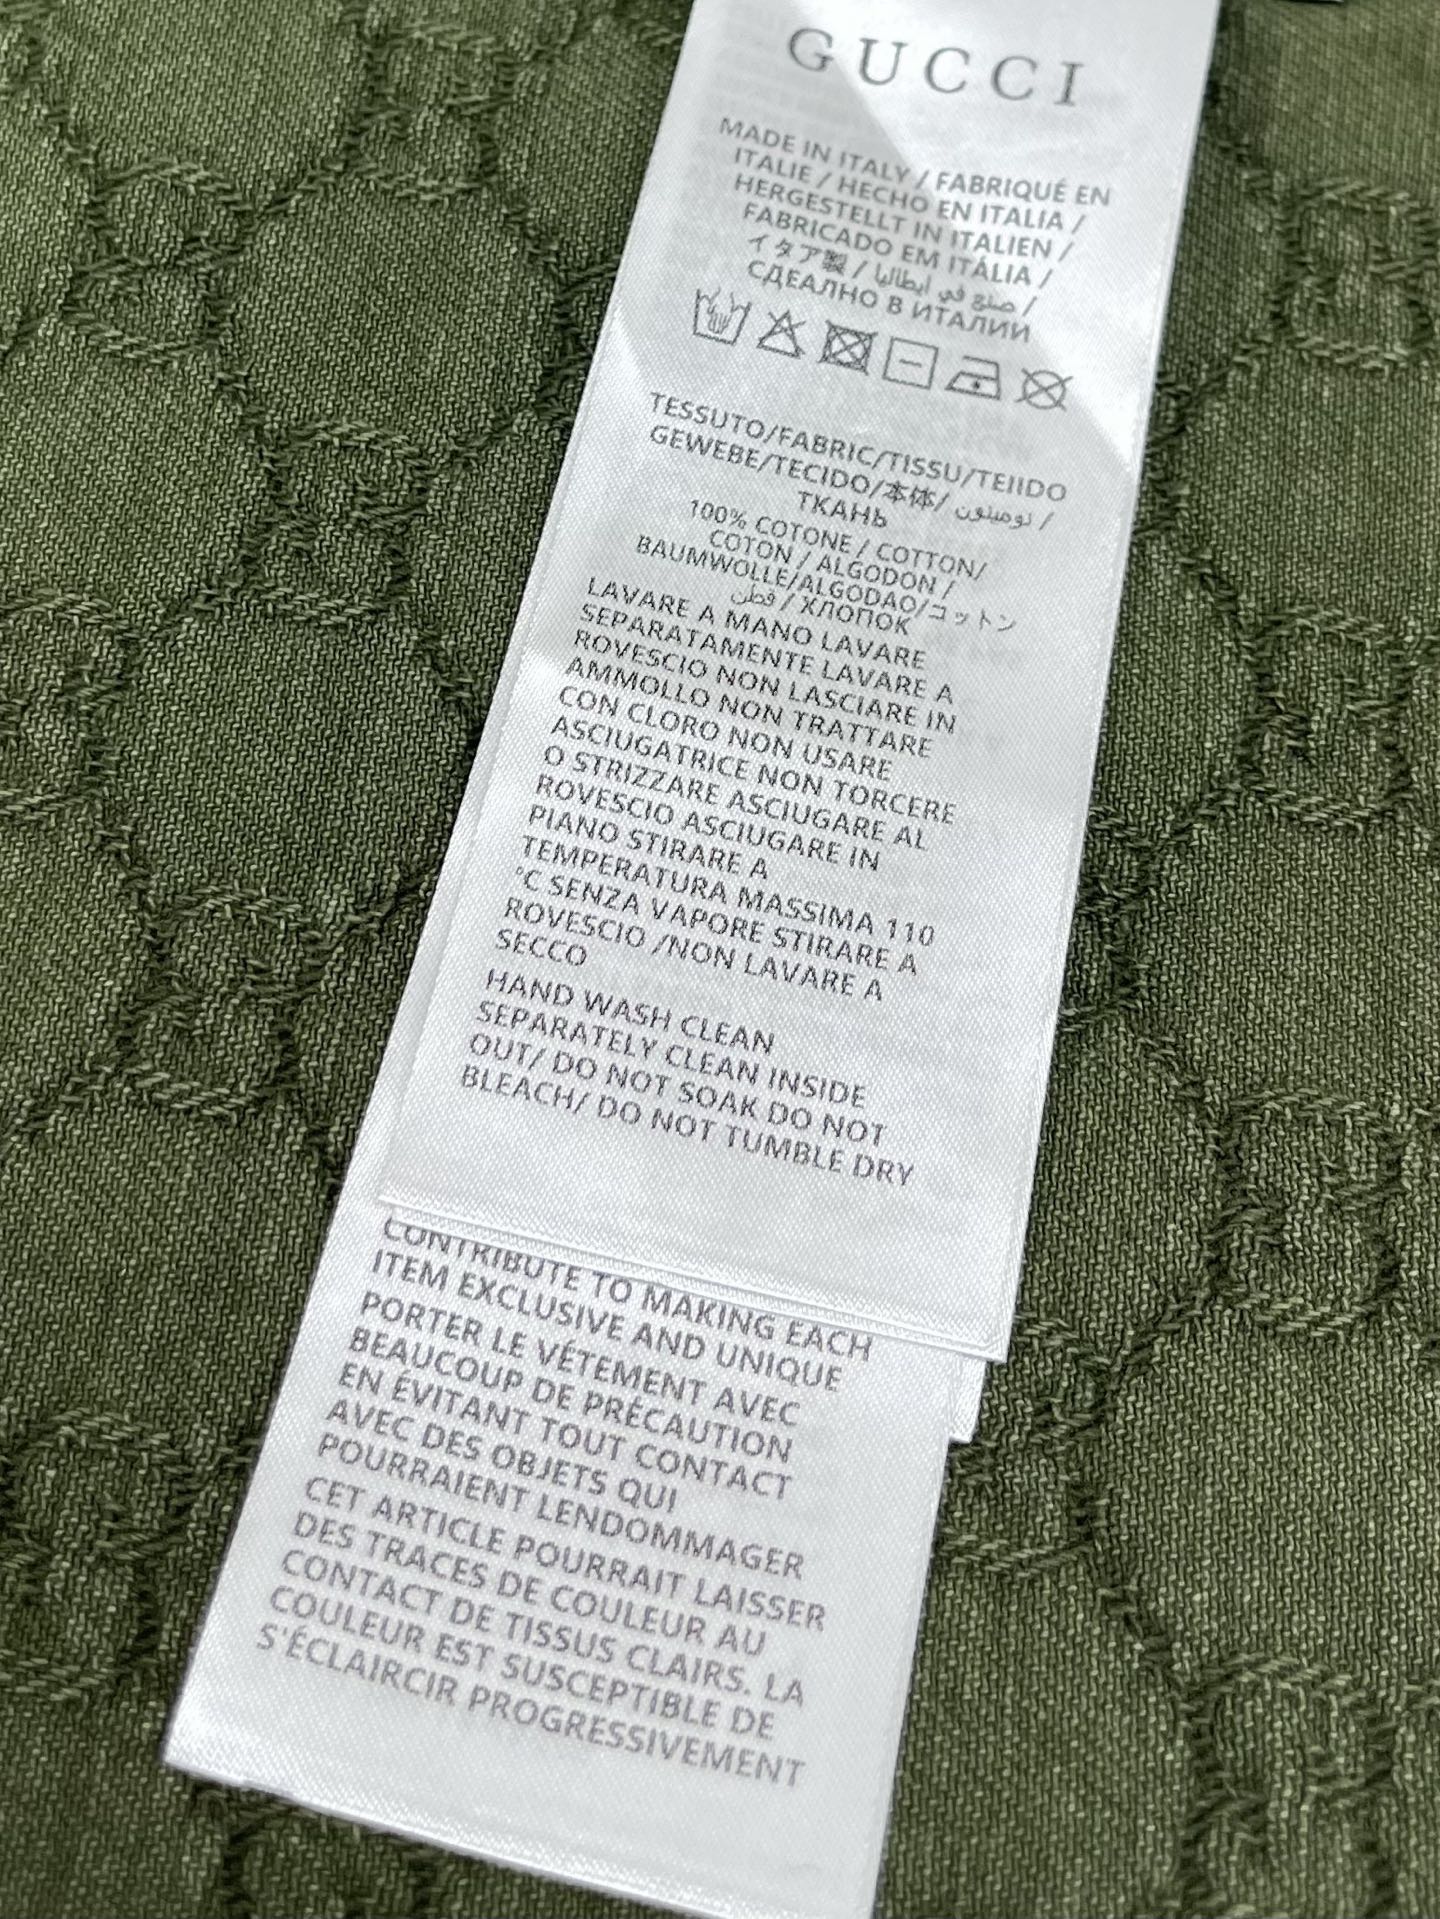 GUCCI
MADE IN ITALY / FABRIQUÉ EN
ITALIE / HECHO EN ITALIA /
HERGESTELLT IN ITALIEN /
FABRICADO EM ITÁLIA /
イタア製 / صنع في إيطاليا /
СДЕАЛНО В ИТАЛИИ
TESSUTO/FABRIC/TISSU/TEIIDO
GEWEBE/TECIDO/本体/ /
ТКАНЬ
100% COTONE / COTTON/
COTON / ALGODON /
BAUMWOLLE/ALGODAO/コットン
قطن / ХЛОПОК
LAVARE A MANO LAVARE
SEPARATAMENTE LAVARE A
ROVESCIO NON LASCIARE IN
AMMOLLO NON TRATTARE
CON CLORO NON USARE
ASCIUGATRICE NON TORCERE
O STRIZZARE ASCIUGARE AL
ROVESCIO ASCIUGARE IN
PIANO STIRARE A
TEMPERATURA MASSIMA 110
°C SENZA VAPORE STIRARE A
ROVESCIO /NON LAVARE A
SECCO
HAND WASH CLEAN
SEPARATELY CLEAN INSIDE
OUT/ DO NOT SOAK DO NOT
BLEACH/ DO NOT TUMBLE DRY
CONTRIBUTE TO MAKING EACH
ITEM EXCLUSIVE AND UNIQUE
PORTER LE VÉTEMENT AVEC
BEAUCOUP DE PRÉCAUTION
EN ÉVITANT TOUT CONTACT
AVEC DES OBJETS QUI
POURRAIENT LENDOMMAGER
CET ARTICLE POURRAIT LAISSER
DES TRACES DE COULEUR AU
CONTACT DE TISSUS CLAIRS. LA
COULEUR EST SUSCEPTIBLE DE
S'ÉCLAIRCIR PROGRESSIVEMENT